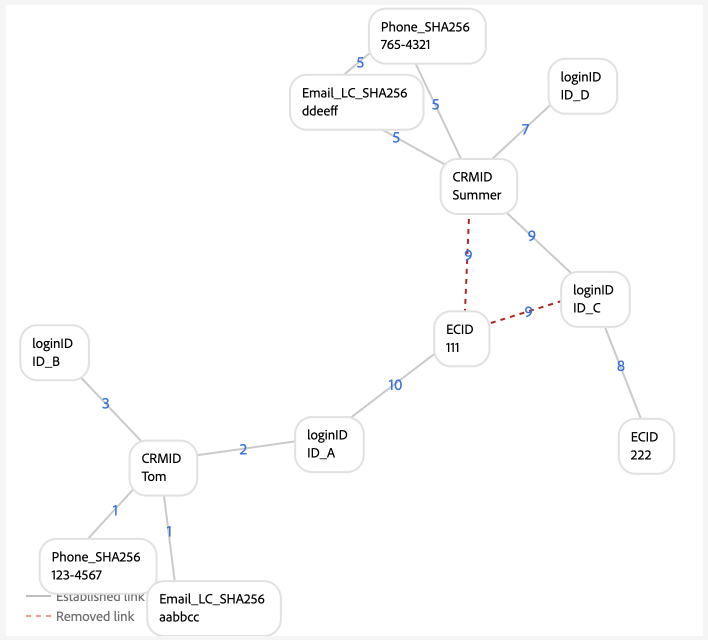 Phone_SHA256
765-4321
5
Email_LC_SHA256
ddeeff
5
5
loginID
ID_D
7
CRMID
Summer
9
9
loginID
ID_C
9
ECID
111
loginID
ID_B
8
10
3
loginID
ID_A
2
ECID
222
CRMID
Tom
1
1
Phone_SHA256
123-4567
Established link
Email_LC_SHA256
aabbcc
Removed link